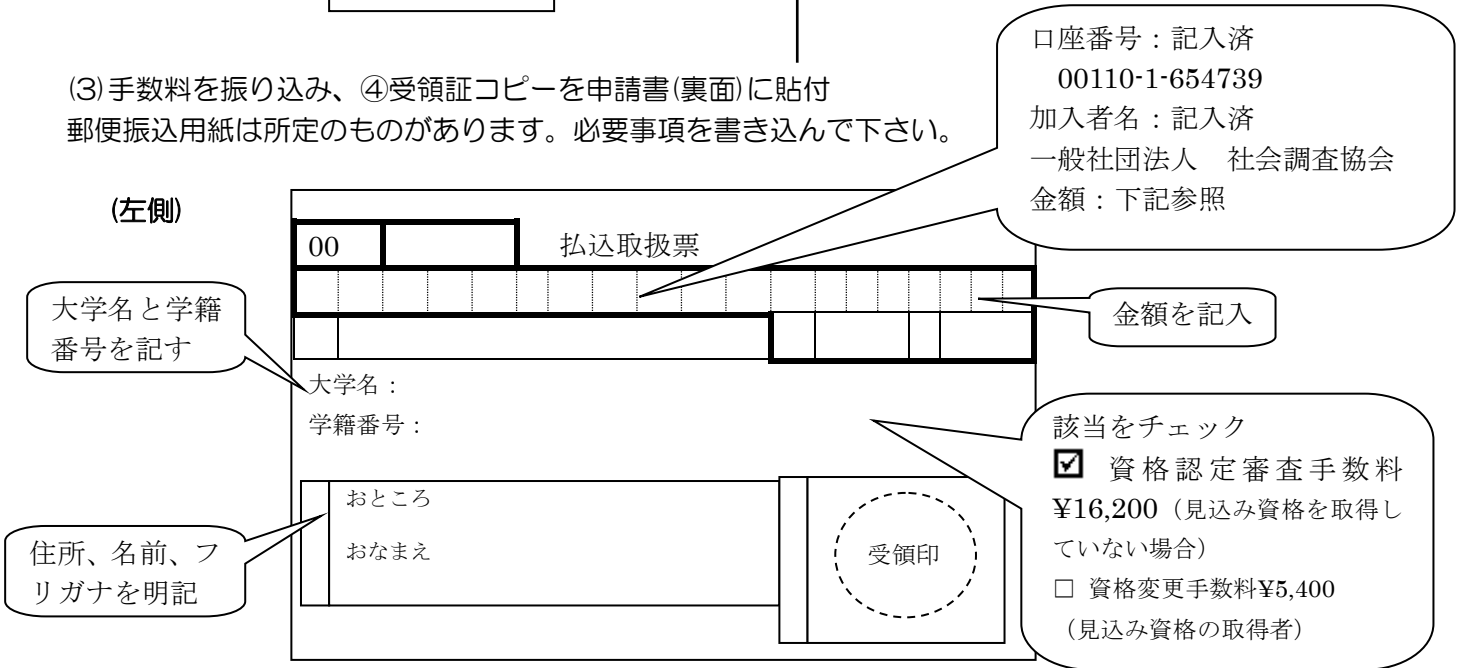 (3)手数料を振り込み、④受領証コピーを申請書(裏面)に貼付
郵便振込用紙は所定のものがあります。必要事項を書き込んで下さい。
口座番号：記入済
00110-1-654739
加入者名：記入済
一般社団法人　社会調査協会
金額：下記参照
(左側)
00
払込取扱票
大学名と学籍
番号を記す
金額を記入
大学名：
学籍番号：
該当をチェック
☑ 資格認定審査手数料
¥16,200（見込み資格を取得し
ていない場合）
□ 資格変更手数料¥5,400
（見込み資格の取得者）
おところ
おなまえ
受領印
住所、名前、フ
リガナを明記